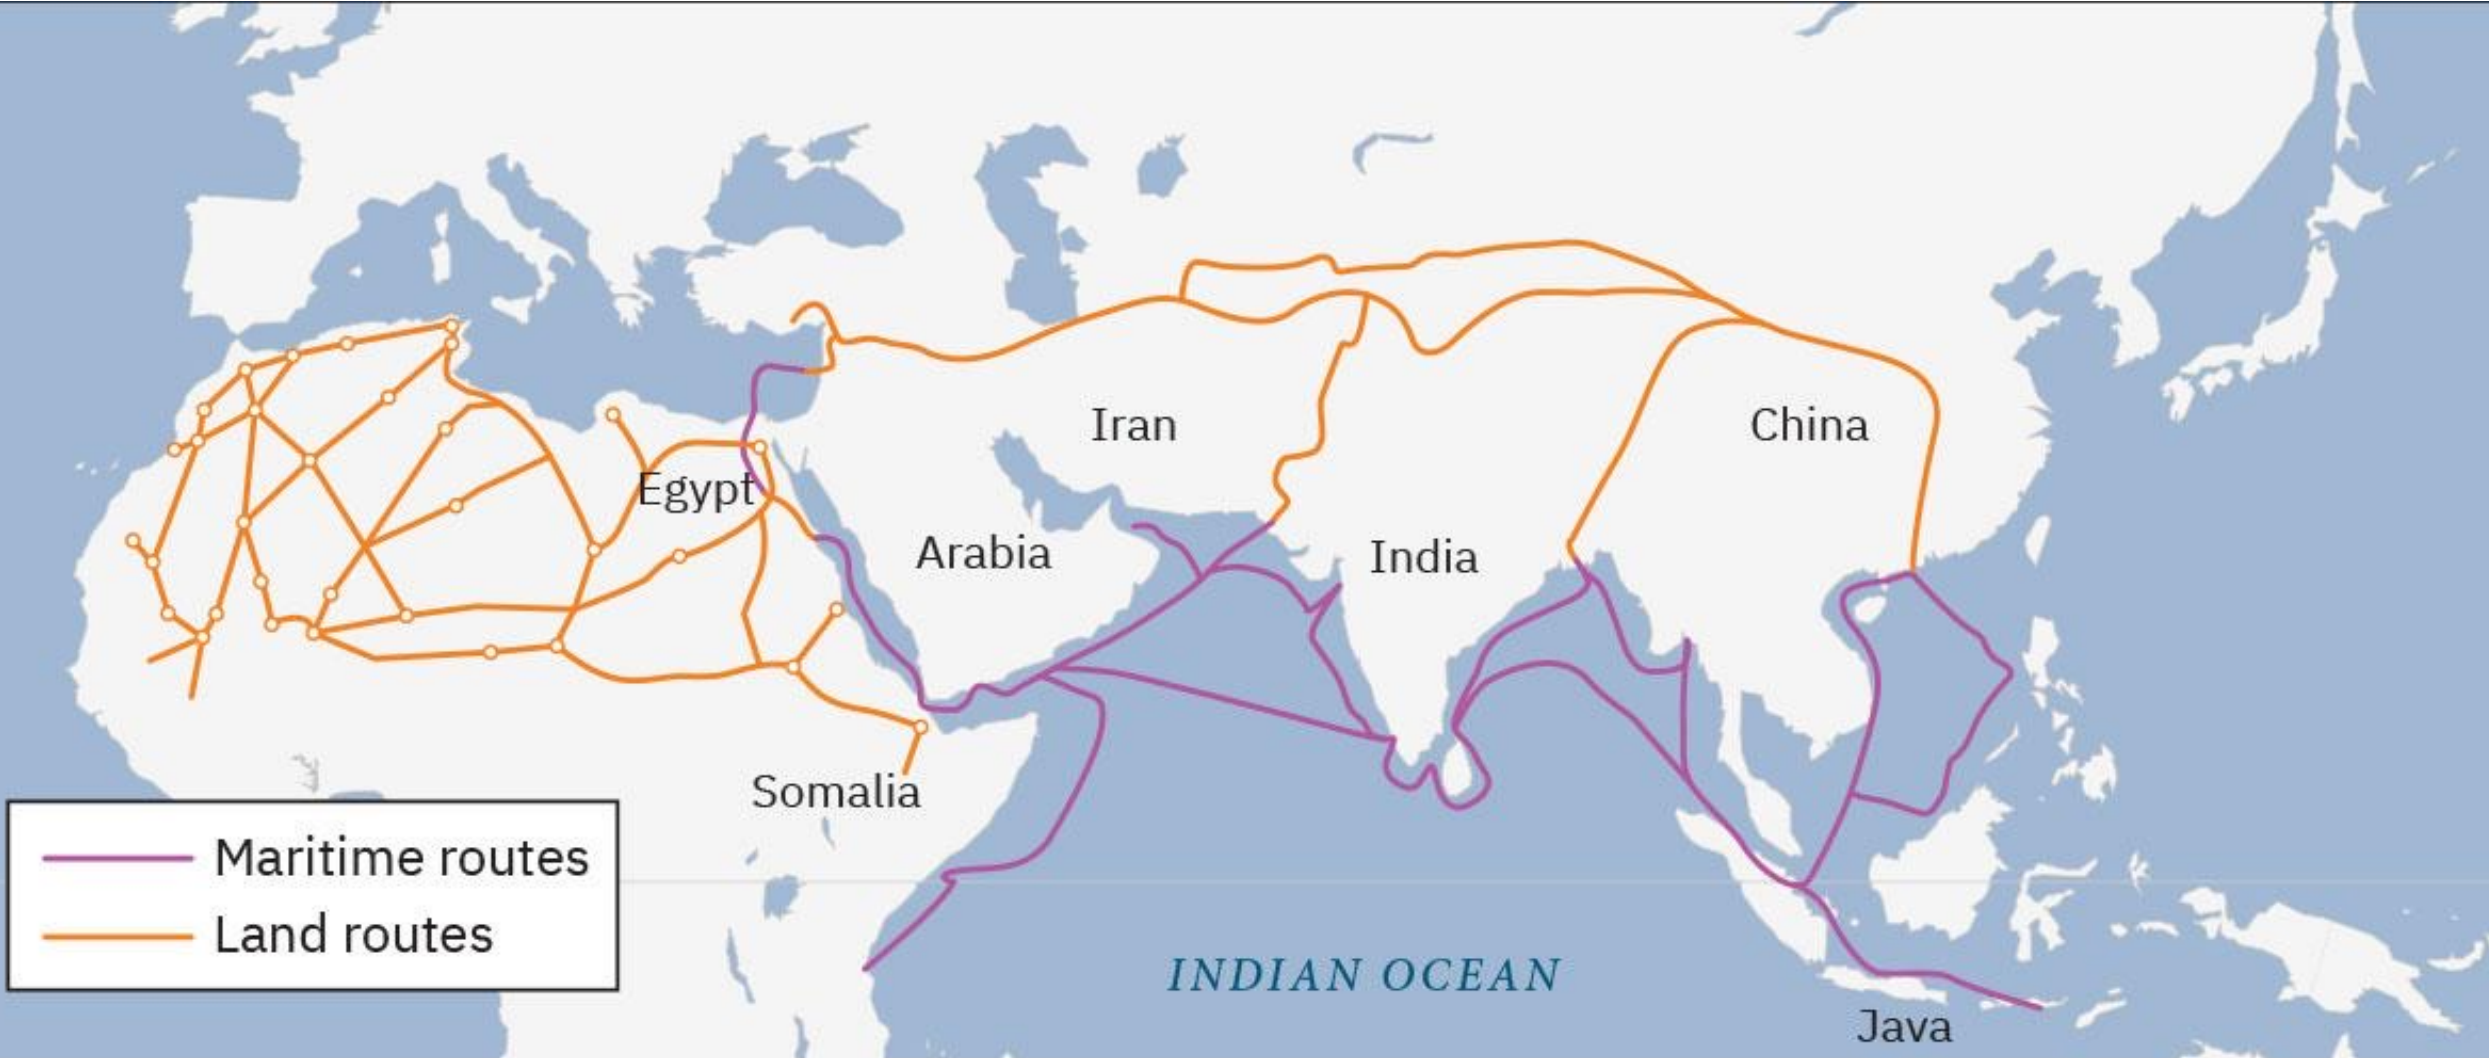 Iran
China
Egypt
Arabia
India
Somalia
Maritime routes
Land routes
INDIAN OCEAN
Java